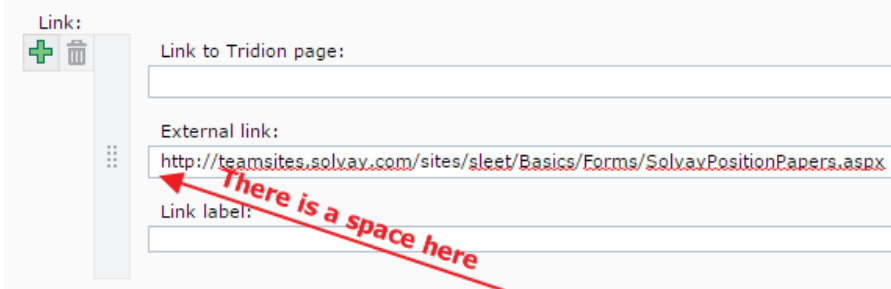 Link:
Link to Tridion page:
External link:
http://teamsites.solvay.com/sites/sleet/Basics/Forms/SolvayPositionPapers.aspx
There is a space here
Link label: